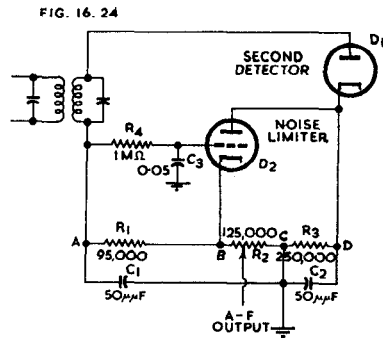 FIG. 16.24
D1
SECOND
DETECTOR
NOISE
LIMITER
R4
1MΩ
C3
0.05
D2
A
R1
95,000
B
125,000
R2
C
R3
250,000
D
C1
50μμF
C2
50μμF
A-F
OUTPUT